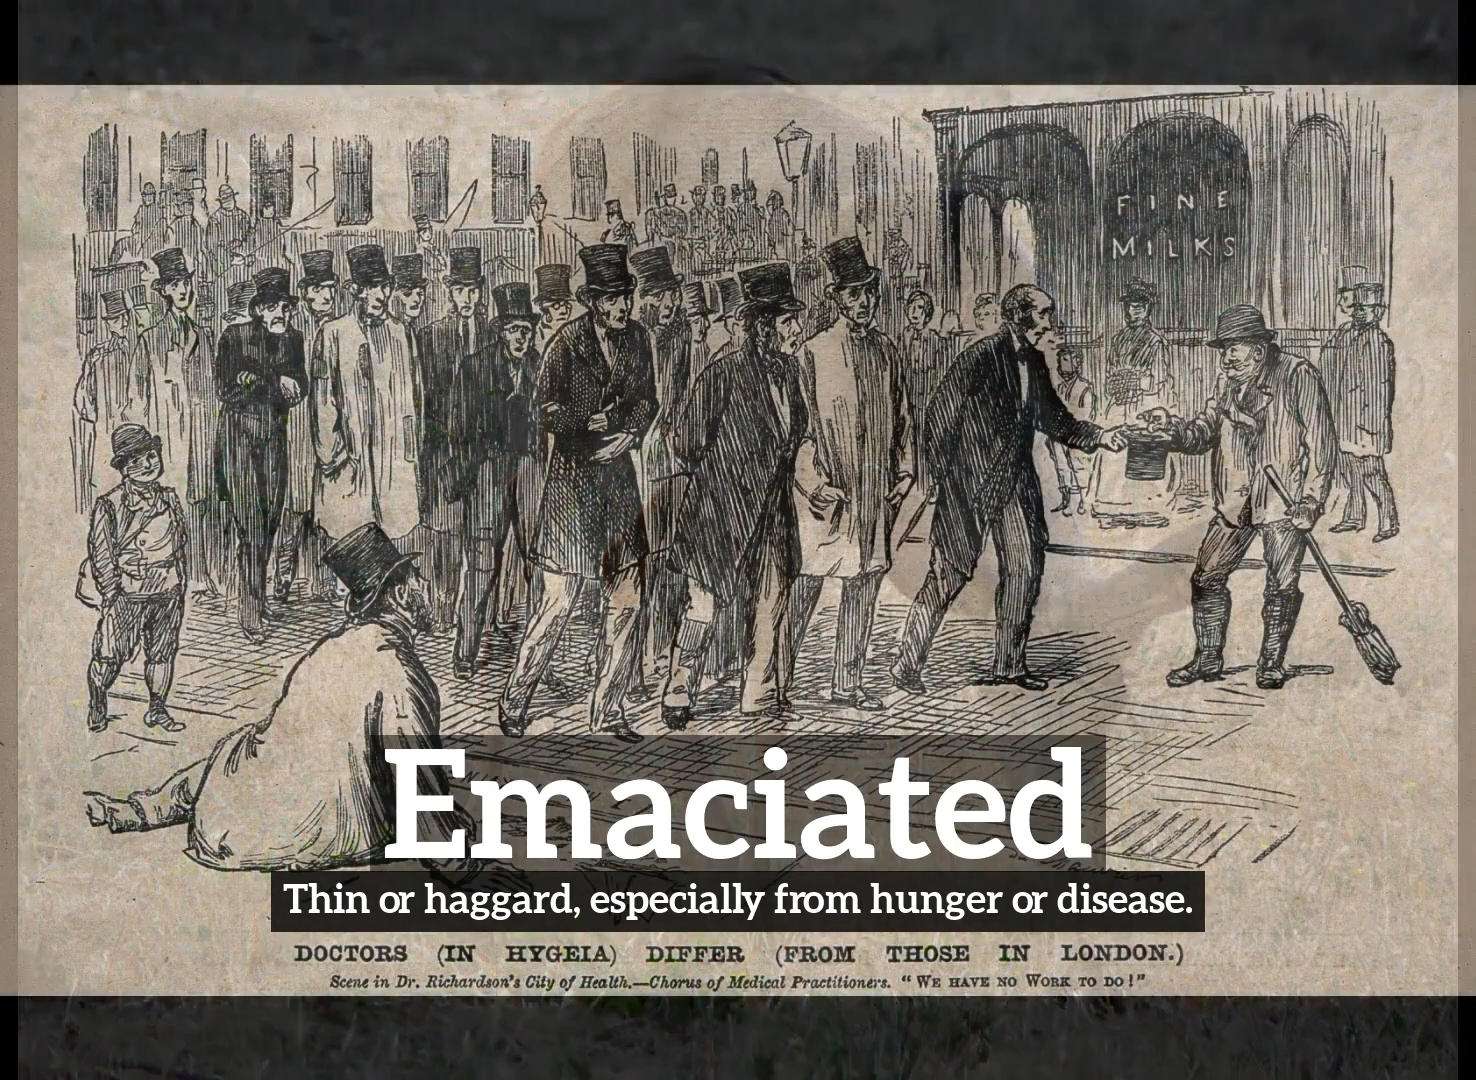 FINE
MILKS
Emaciated
Thin or haggard, especially from hunger or disease.
DOCTORS (IN HYGEIA) DIFFER (FROM THOSE IN LONDON.)
Scene in Dr. Richardson's City of Health.—Chorus of Medical Practitioners. "WE HAVE NO WORK TO DO!"